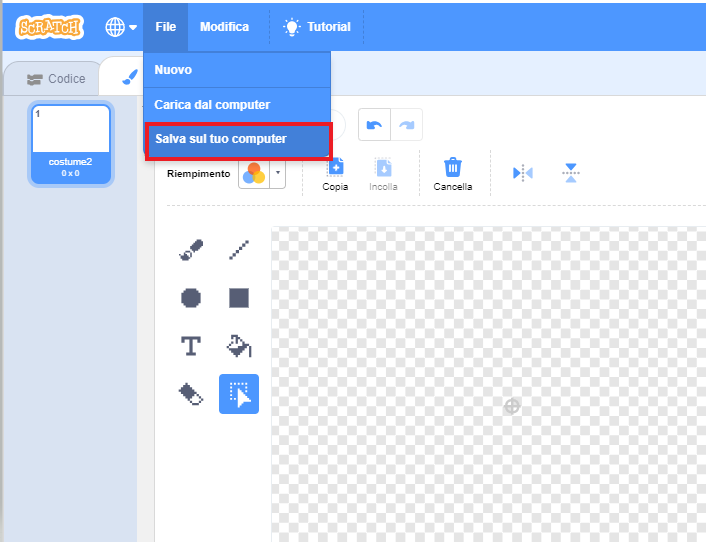 SCRATCH File Modifica Tutorial
Codice
Nuovo
Carica dal computer
Salva sul tuo computer
1
costume2
0 x 0
Riempimento
Copia Incolla Cancella
T